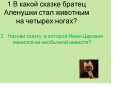 1 В какой сказке братец
Аленушки стал животным
на четырех ногах?
2 Назови сказку, в которой Иван-Царевич
женился на необычной невесте?